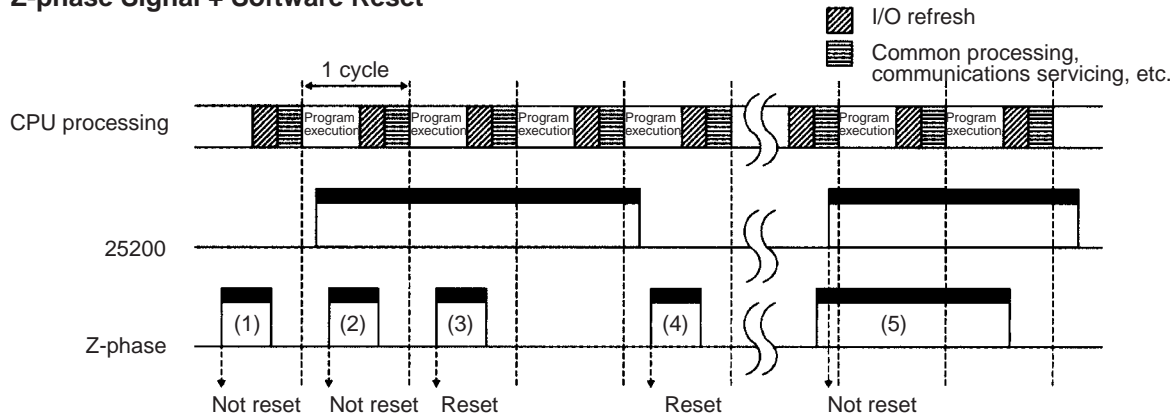 Z-phase Signal + Software Reset
I/O refresh
Common processing,
communications servicing, etc.
1 cycle
CPU processing
Program
execution
Program
execution
Program
execution
Program
execution
Program
execution
Program
execution
25200
(1)
(2)
(3)
(4)
(5)
Z-phase
Not reset
Not reset
Reset
Reset
Not reset